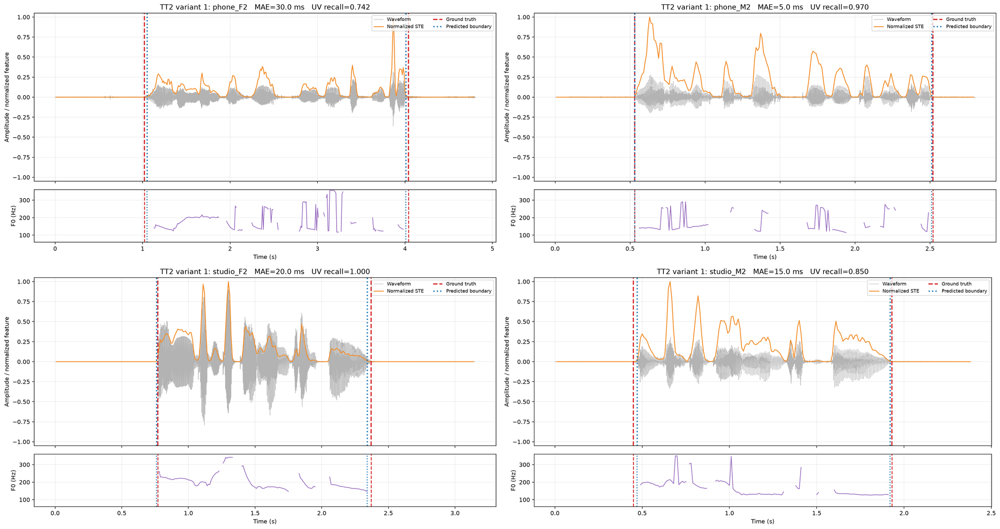 TT2 variant 1: phone_F2   MAE=30.0 ms   UV recall=0.742
Waveform
Normalized STE
Ground truth
Predicted boundary
Amplitude / normalized feature
1.00
0.75
0.50
0.25
0.00
−0.25
−0.50
−0.75
−1.00
F0 (Hz)
300
200
100
0 1 2 3 4 5
Time (s)
TT2 variant 1: phone_M2   MAE=5.0 ms   UV recall=0.970
Waveform
Normalized STE
Ground truth
Predicted boundary
Amplitude / normalized feature
1.00
0.75
0.50
0.25
0.00
−0.25
−0.50
−0.75
−1.00
F0 (Hz)
300
200
100
0.0 0.5 1.0 1.5 2.0 2.5
Time (s)
TT2 variant 1: studio_F2   MAE=20.0 ms   UV recall=1.000
Waveform
Normalized STE
Ground truth
Predicted boundary
Amplitude / normalized feature
1.00
0.75
0.50
0.25
0.00
−0.25
−0.50
−0.75
−1.00
F0 (Hz)
300
200
100
0.0 0.5 1.0 1.5 2.0 2.5 3.0
Time (s)
TT2 variant 1: studio_M2   MAE=15.0 ms   UV recall=0.850
Waveform
Normalized STE
Ground truth
Predicted boundary
Amplitude / normalized feature
1.00
0.75
0.50
0.25
0.00
−0.25
−0.50
−0.75
−1.00
F0 (Hz)
300
200
100
0.0 0.5 1.0 1.5 2.0 2.5
Time (s)